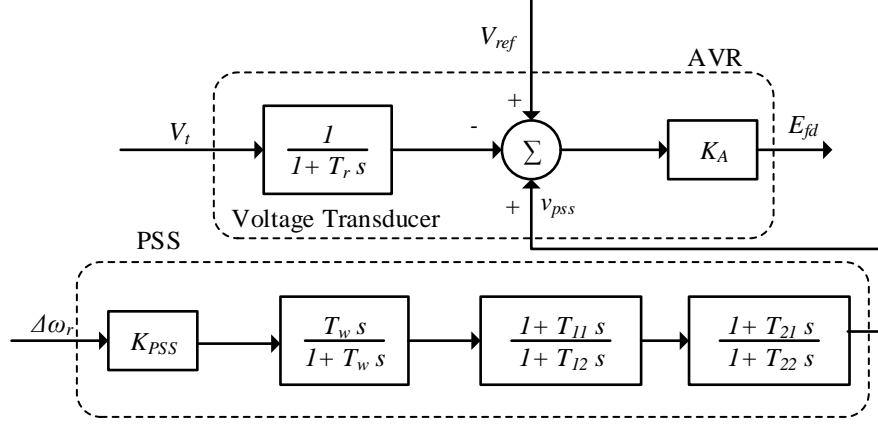 V_ref
AVR
+
V_t
1
1+ T_r s
-
Σ
K_A
E_fd
+
v_pss
Voltage Transducer
PSS
Δω_r
K_PSS
T_w s
1+ T_w s
1+ T_11 s
1+ T_12 s
1+ T_21 s
1+ T_22 s